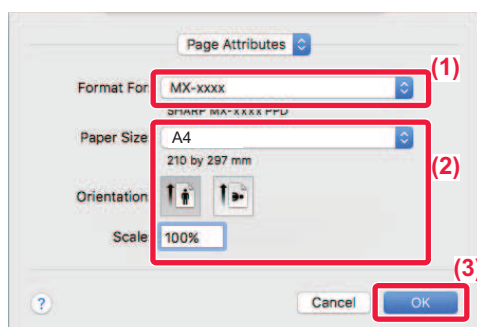 Page Attributes
(1)
Format For: MX-xxxx
SHARP MX-xxxx PPD
Paper Size: A4
210 by 297 mm
(2)
Orientation:
Scale: 100%
(3)
? Cancel OK